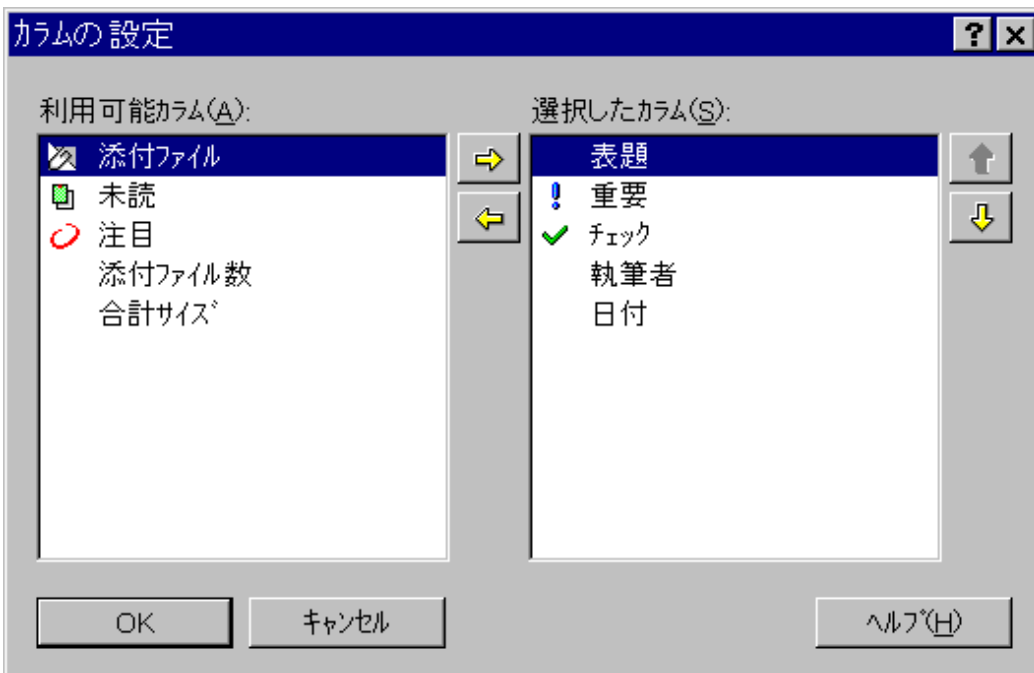 カラムの設定
利用可能カラム(A):
添付ファイル
未読
注目
添付ファイル数
合計サイズ
選択したカラム(S):
表題
重要
チェック
執筆者
日付
OK
キャンセル
ヘルプ(H)